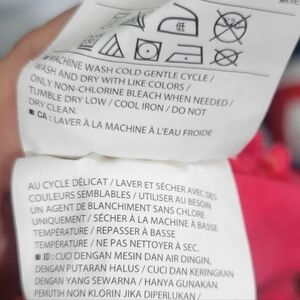 MACHINE WASH COLD GENTLE CYCLE /
WASH AND DRY WITH LIKE COLORS /
ONLY NON-CHLORINE BLEACH WHEN NEEDED /
TUMBLE DRY LOW / COOL IRON / DO NOT
DRY CLEAN.
■ CA : LAVER À LA MACHINE À L'EAU FROIDE
AU CYCLE DÉLICAT / LAVER ET SÉCHER AVEC DES
COULEURS SEMBLABLES / UTILISER AU BESOIN
UN AGENT DE BLANCHIMENT SANS CHLORE
UNIQUEMENT / SÉCHER À LA MACHINE À BASSE
TEMPÉRATURE / REPASSER À BASSE
TEMPÉRATURE / NE PAS NETTOYER À SEC.
■ ID : CUCI DENGAN MESIN DAN AIR DINGIN,
DENGAN PUTARAN HALUS / CUCI DAN KERINGKAN
DENGAN YANG SEWARNA / HANYA GUNAKAN
PEMUTIH NON KLORIN JIKA DIPERLUKAN /